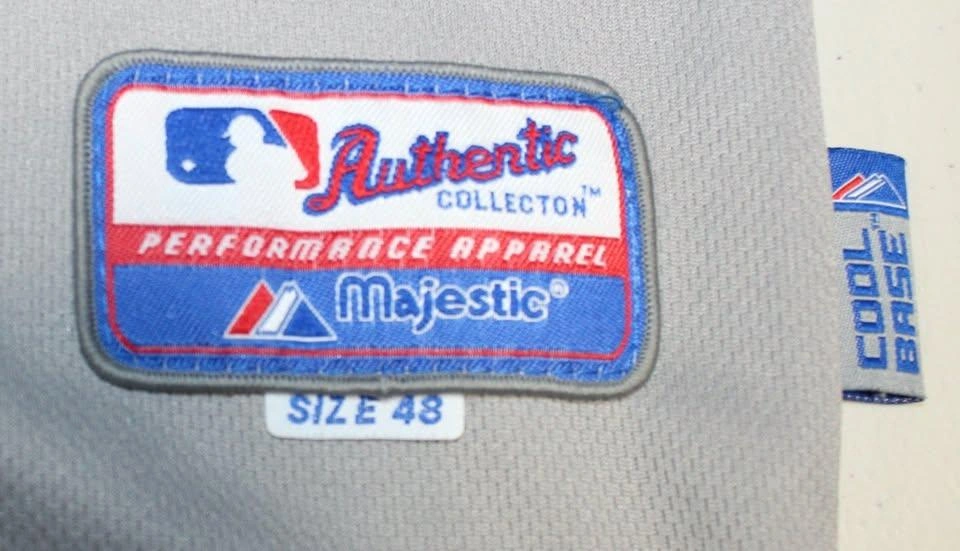 Authentic
COLLECTON™
PERFORMANCE APPAREL
Majestic®
SIZE 48
COOL
BASE™